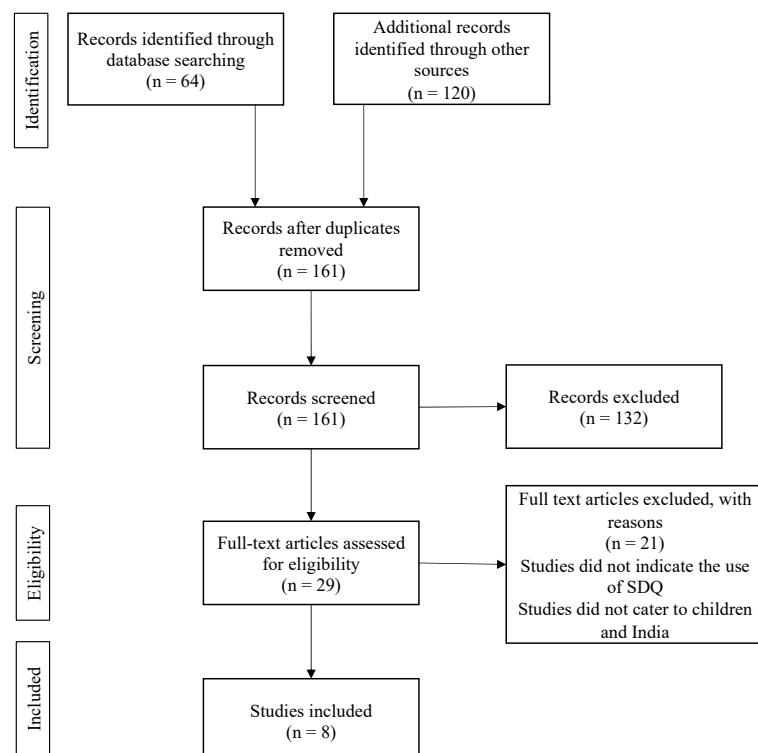 Identification
Records identified through
database searching
(n = 64)
Additional records
identified through other
sources
(n = 120)
Screening
Records after duplicates
removed
(n = 161)
Records screened
(n = 161)
Records excluded
(n = 132)
Eligibility
Full-text articles assessed
for eligibility
(n = 29)
Full text articles excluded, with
reasons
(n = 21)
Studies did not indicate the use
of SDQ
Studies did not cater to children
and India
Included
Studies included
(n = 8)